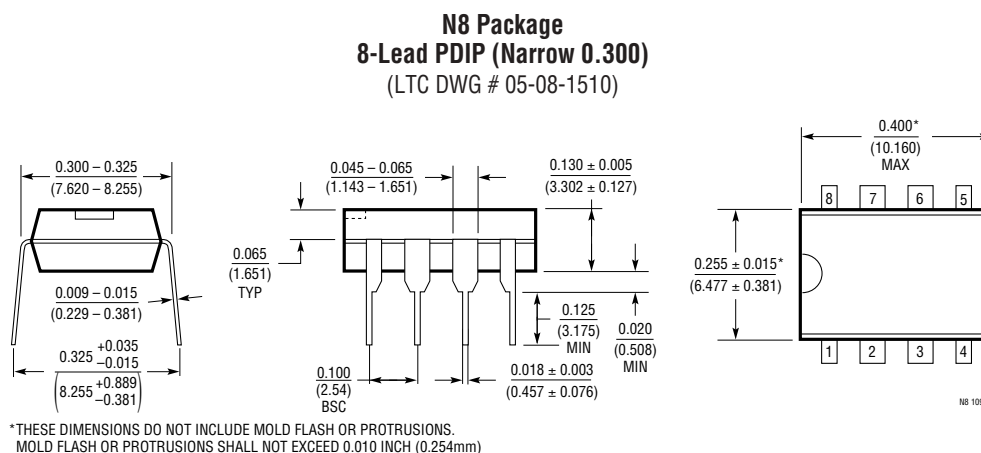 N8 Package
8-Lead PDIP (Narrow 0.300)
(LTC DWG # 05-08-1510)
0.300 – 0.325
(7.620 – 8.255)
0.009 – 0.015
(0.229 – 0.381)
0.325 +0.035 –0.015
(8.255 +0.889 –0.381)
0.045 – 0.065
(1.143 – 1.651)
0.130 ± 0.005
(3.302 ± 0.127)
0.065
(1.651)
TYP
0.125
(3.175)
MIN
0.020
(0.508)
MIN
0.100
(2.54)
BSC
0.018 ± 0.003
(0.457 ± 0.076)
0.400*
(10.160)
MAX
8 7 6 5
0.255 ± 0.015*
(6.477 ± 0.381)
1 2 3 4
N8 109
*THESE DIMENSIONS DO NOT INCLUDE MOLD FLASH OR PROTRUSIONS.
MOLD FLASH OR PROTRUSIONS SHALL NOT EXCEED 0.010 INCH (0.254mm)